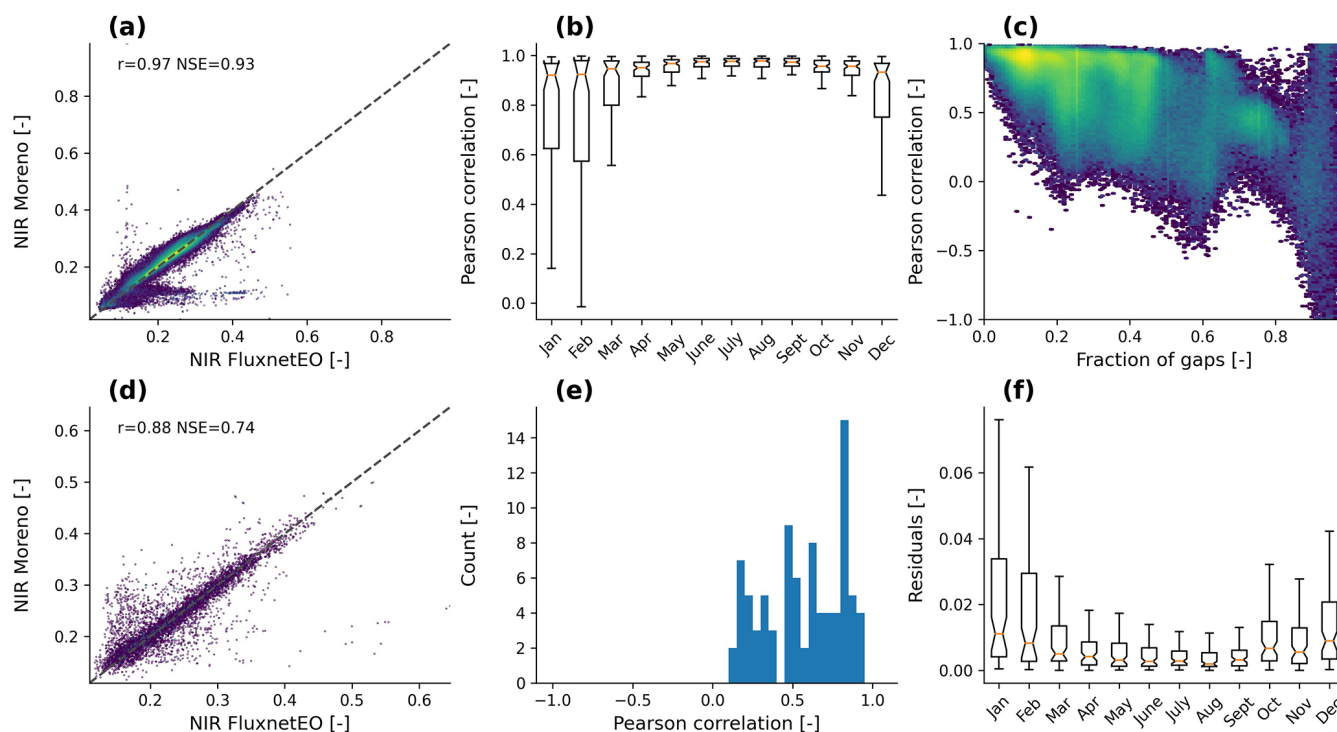 (a)
r=0.97 NSE=0.93
NIR Moreno [-]
0.8
0.6
0.4
0.2
0.2
0.4
0.6
0.8
NIR FluxnetEO [-]
(b)
Pearson correlation [-]
1.0
0.8
0.6
0.4
0.2
0.0
Jan
Feb
Mar
Apr
May
June
July
Aug
Sept
Oct
Nov
Dec
(c)
Pearson correlation [-]
1.0
0.5
0.0
−0.5
−1.0
0.0
0.2
0.4
0.6
0.8
Fraction of gaps [-]
(d)
r=0.88 NSE=0.74
NIR Moreno [-]
0.6
0.5
0.4
0.3
0.2
0.2
0.3
0.4
0.5
0.6
NIR FluxnetEO [-]
(e)
Count [-]
14
12
10
8
6
4
2
0
−1.0
−0.5
0.0
0.5
1.0
Pearson correlation [-]
(f)
Residuals [-]
0.06
0.04
0.02
0.00
Jan
Feb
Mar
Apr
May
June
July
Aug
Sept
Oct
Nov
Dec